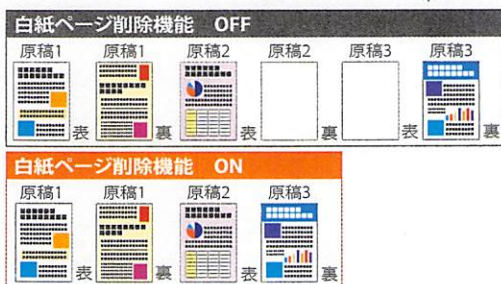 白紙ページ削除機能 OFF
原稿1 原稿1 原稿2 原稿2 原稿3 原稿3
表 裏 表 裏 表 裏
白紙ページ削除機能 ON
原稿1 原稿1 原稿2 原稿3
表 裏 表 裏